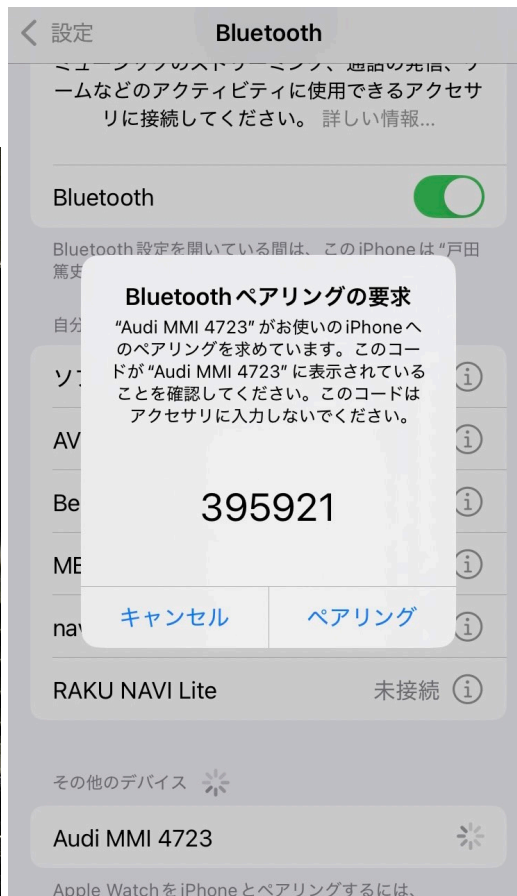 設定
Bluetooth
ミュージックのストリーミング、通話の発信、ゲ
ームなどのアクティビティに使用できるアクセサ
リに接続してください。 詳しい情報...
Bluetooth
Bluetooth設定を開いている間は、このiPhoneは“戸田
篤史
Bluetoothペアリングの要求
“Audi MMI 4723”がお使いのiPhoneへ
のペアリングを求めています。このコー
ドが“Audi MMI 4723”に表示されている
ことを確認してください。このコードは
アクセサリに入力しないでください。
395921
キャンセル
ペアリング
自分
ソフ
AV
Be
nav
RAKU NAVI Lite
未接続
その他のデバイス
Audi MMI 4723
Apple WatchをiPhoneとペアリングするには、